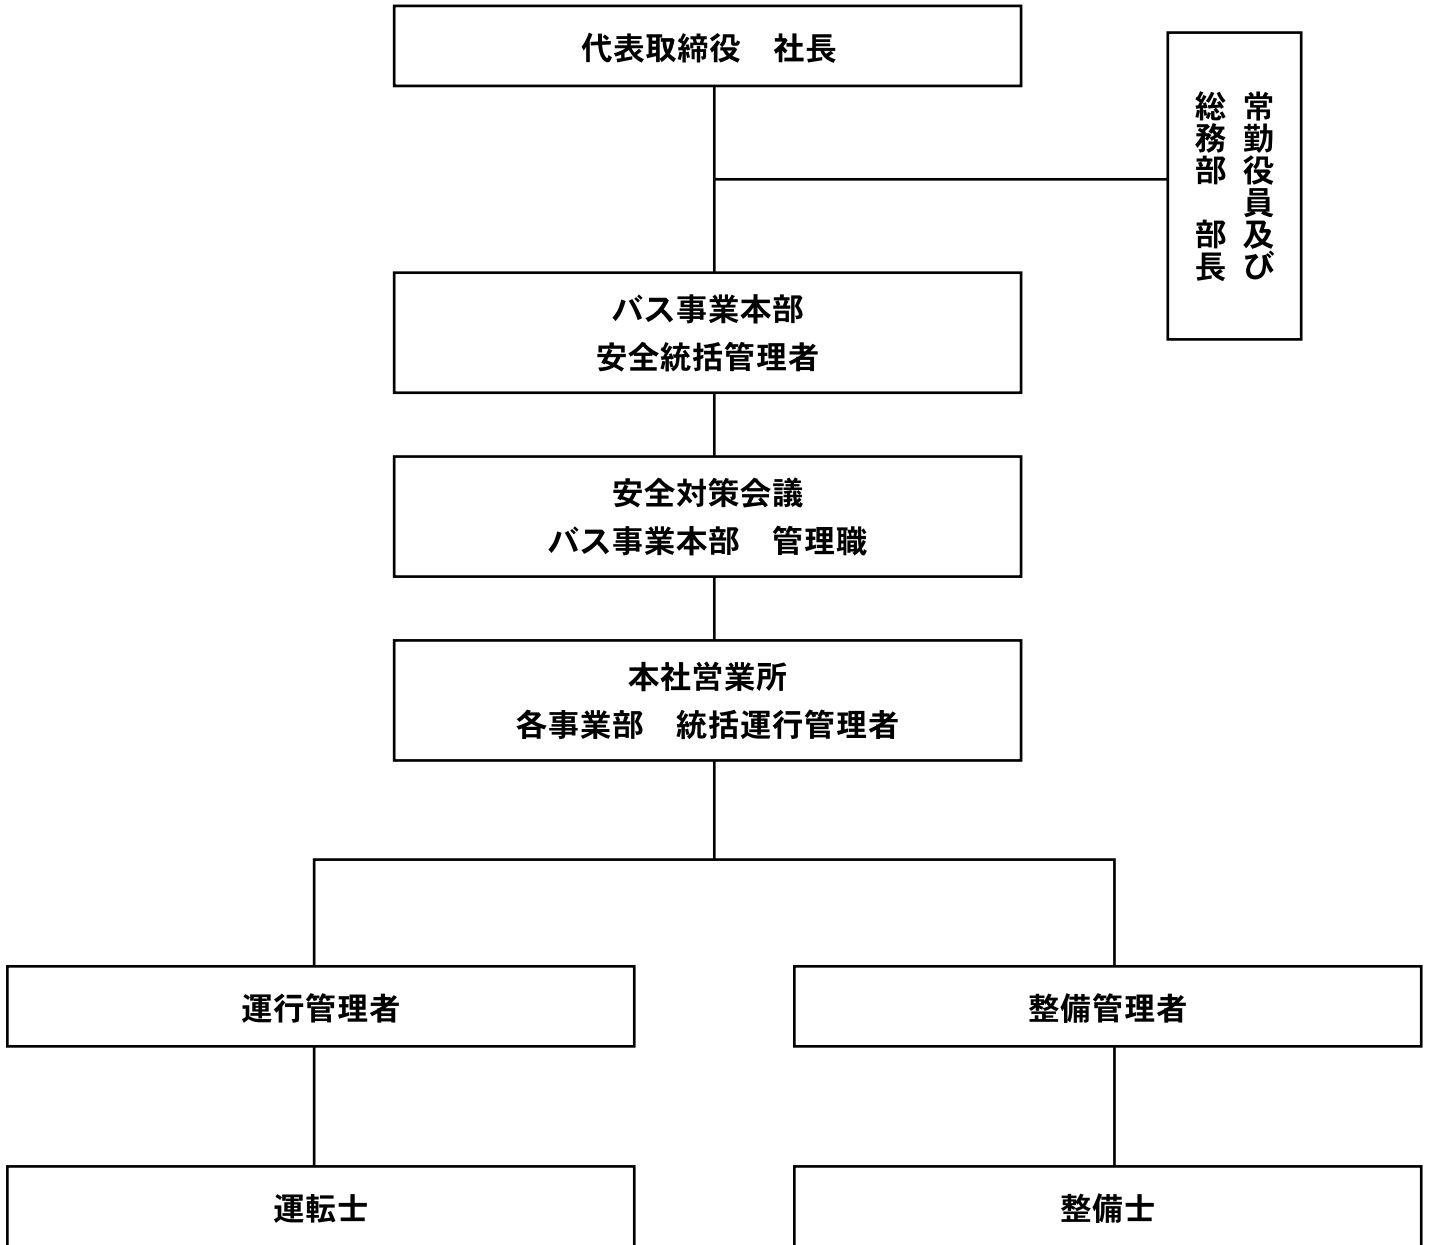 代表取締役　社長
常勤役員及び
総務部　部長
バス事業本部
安全統括管理者
安全対策会議
バス事業本部　管理職
本社営業所
各事業部　統括運行管理者
運行管理者
整備管理者
運転士
整備士